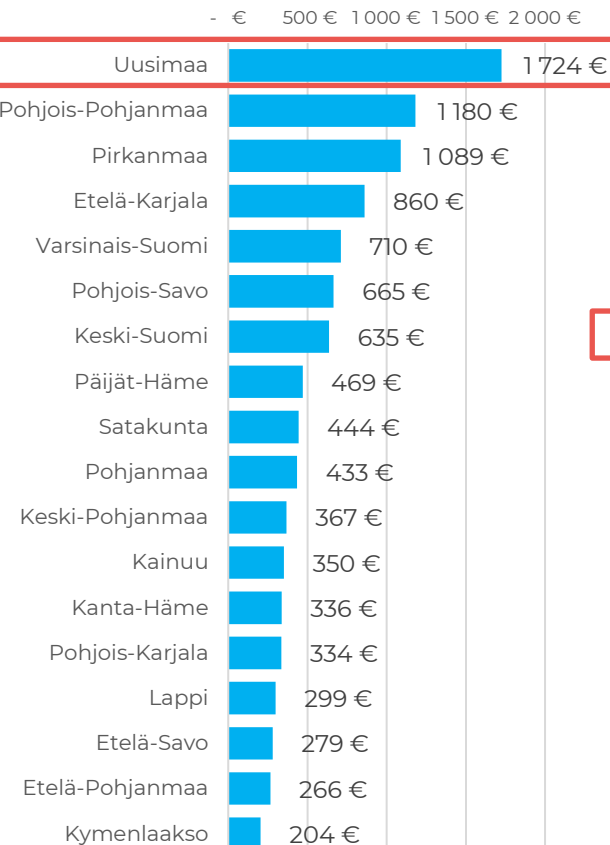 - € 500 € 1 000 € 1 500 € 2 000 €
Uusimaa 1 724 €
Pohjois-Pohjanmaa 1 180 €
Pirkanmaa 1 089 €
Etelä-Karjala 860 €
Varsinais-Suomi 710 €
Pohjois-Savo 665 €
Keski-Suomi 635 €
Päijät-Häme 469 €
Satakunta 444 €
Pohjanmaa 433 €
Keski-Pohjanmaa 367 €
Kainuu 350 €
Kanta-Häme 336 €
Pohjois-Karjala 334 €
Lappi 299 €
Etelä-Savo 279 €
Etelä-Pohjanmaa 266 €
Kymenlaakso 204 €